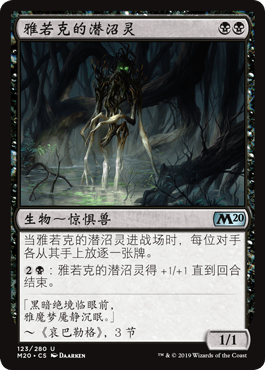 雅若克的潜沼灵
生物～惊惧兽
M20
当雅若克的潜沼灵进战场时，每位对手
各从其手上放逐一张牌。
2：雅若克的潜沼灵得 +1/+1 直到回合
结束。
「黑暗绝境临眼前，
雅魔梦魇静沉眠。」
～《哀巴勒格》，3 节
1/1
123/280 U
M20 • CS DAARKEN
™ & © 2019 Wizards of the Coast